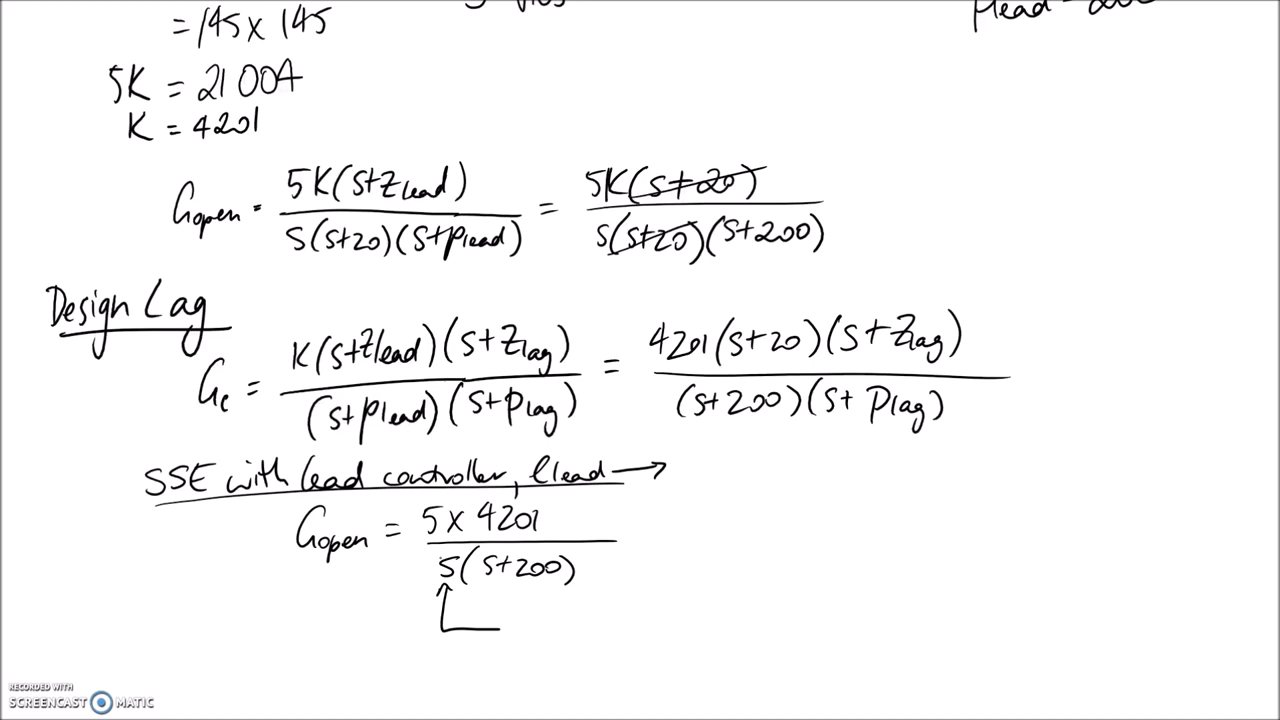 = 145 x 145
5K = 21004
K = 4201
Gopen = 5K(s+Zlead) / s(s+20)(s+Plead) = 5K(s+20) / s(s+20)(s+200)
Design Lag
Gc = K(s+Zlead)(s+Zlag) / (s+Plead)(s+Plag) = 4201(s+20)(s+Zlag) / (s+200)(s+Plag)
SSE with lead controller, elead →
Gopen = 5 x 4201 / s(s+200)
RECORDED WITH
SCREENCAST MATIC